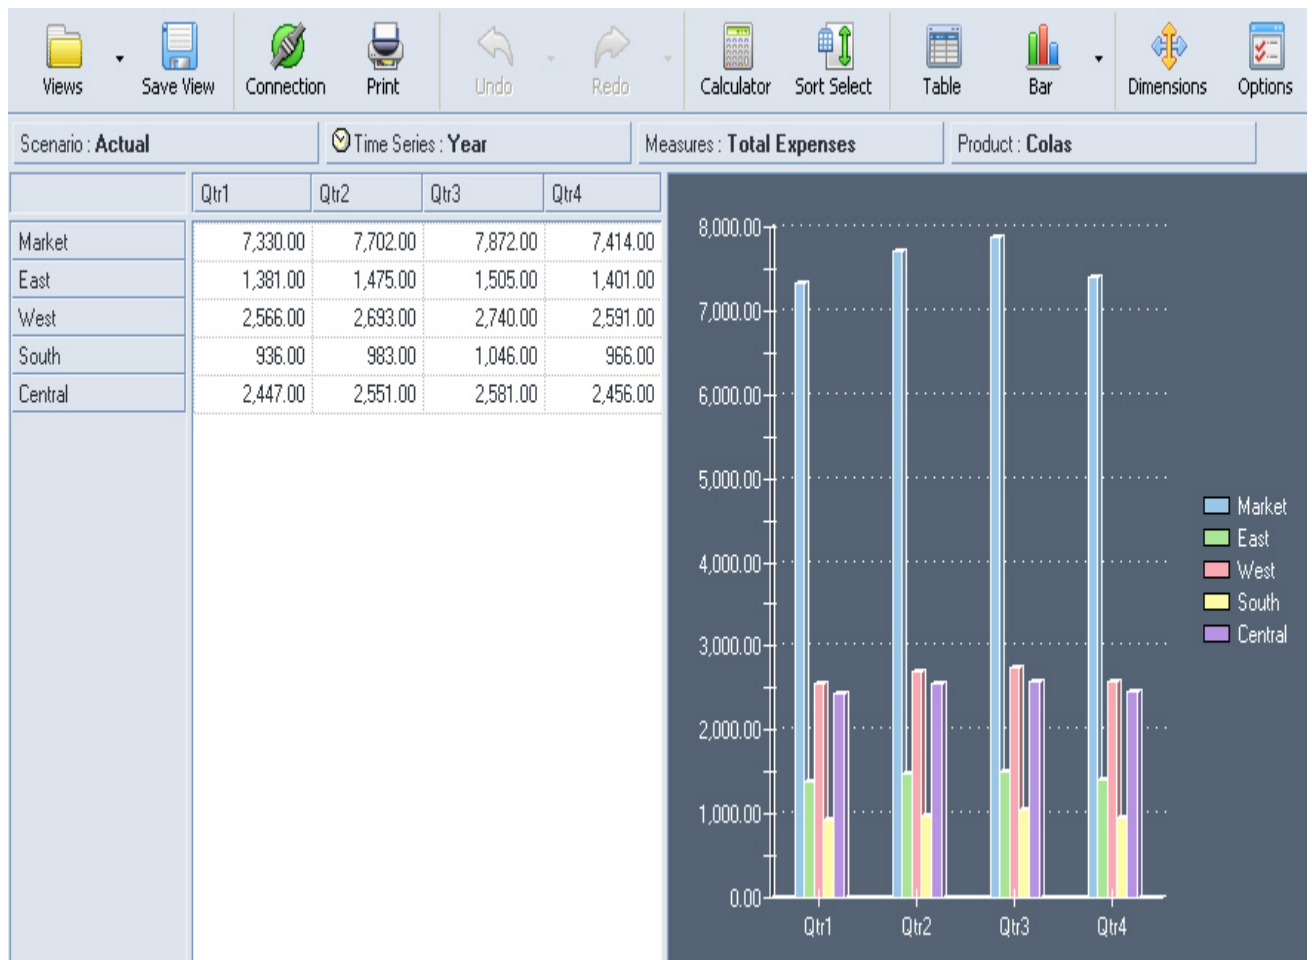 Views Save View Connection Print Undo Redo Calculator Sort Select Table Bar Dimensions Options
Scenario : Actual Time Series : Year Measures : Total Expenses Product : Colas
Qtr1 Qtr2 Qtr3 Qtr4
Market 7,330.00 7,702.00 7,872.00 7,414.00
East 1,381.00 1,475.00 1,505.00 1,401.00
West 2,566.00 2,693.00 2,740.00 2,591.00
South 936.00 983.00 1,046.00 966.00
Central 2,447.00 2,551.00 2,581.00 2,456.00
8,000.00
7,000.00
6,000.00
5,000.00
4,000.00
3,000.00
2,000.00
1,000.00
0.00
Qtr1 Qtr2 Qtr3 Qtr4
Market
East
West
South
Central